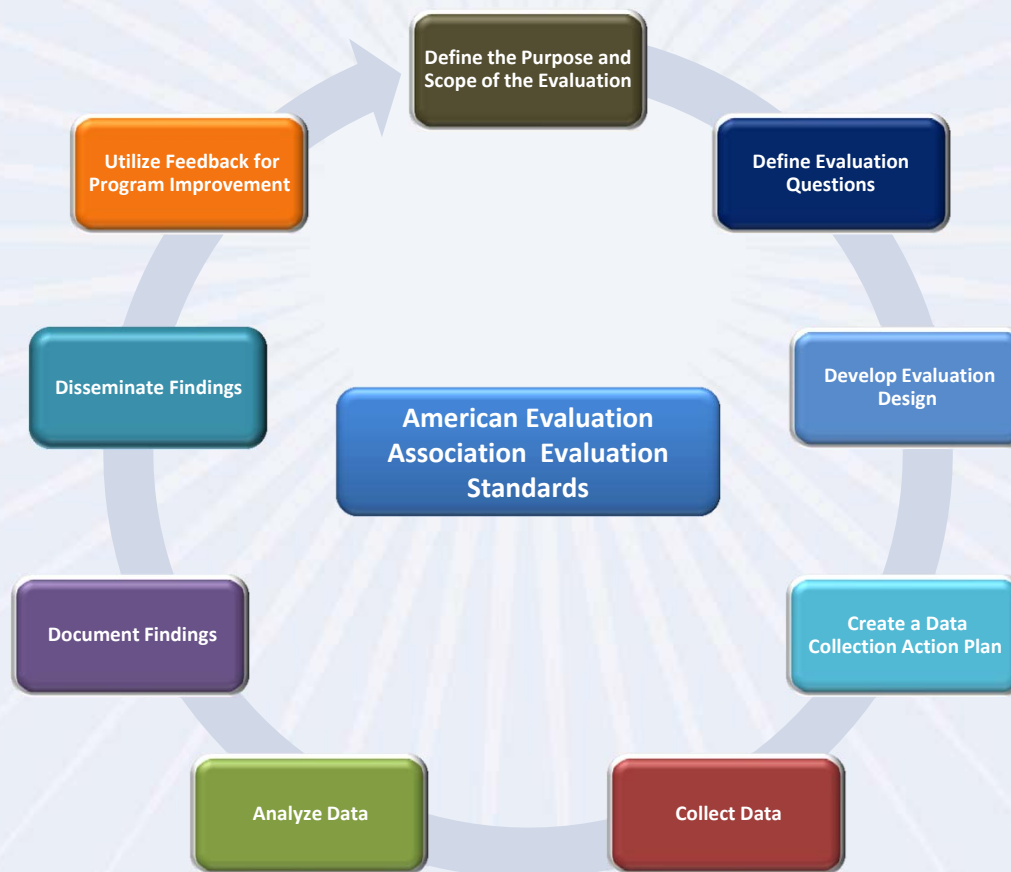 Define the Purpose and
Scope of the Evaluation
Define Evaluation
Questions
Develop Evaluation
Design
Create a Data
Collection Action Plan
Collect Data
Analyze Data
Document Findings
Disseminate Findings
Utilize Feedback for
Program Improvement
American Evaluation
Association  Evaluation
Standards